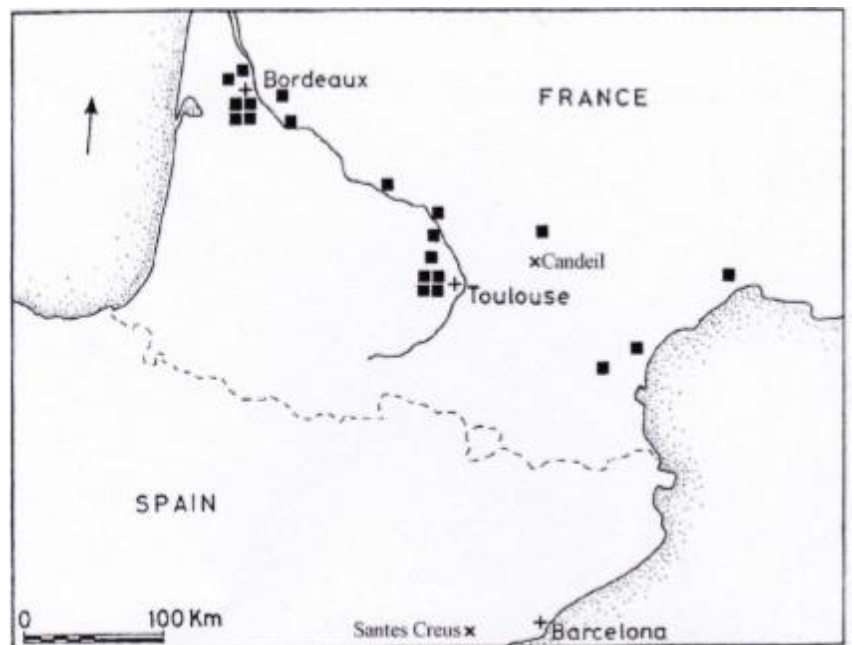 Bordeaux
FRANCE
Candeil
Toulouse
SPAIN
0 100 Km
Santes Creus
Barcelona